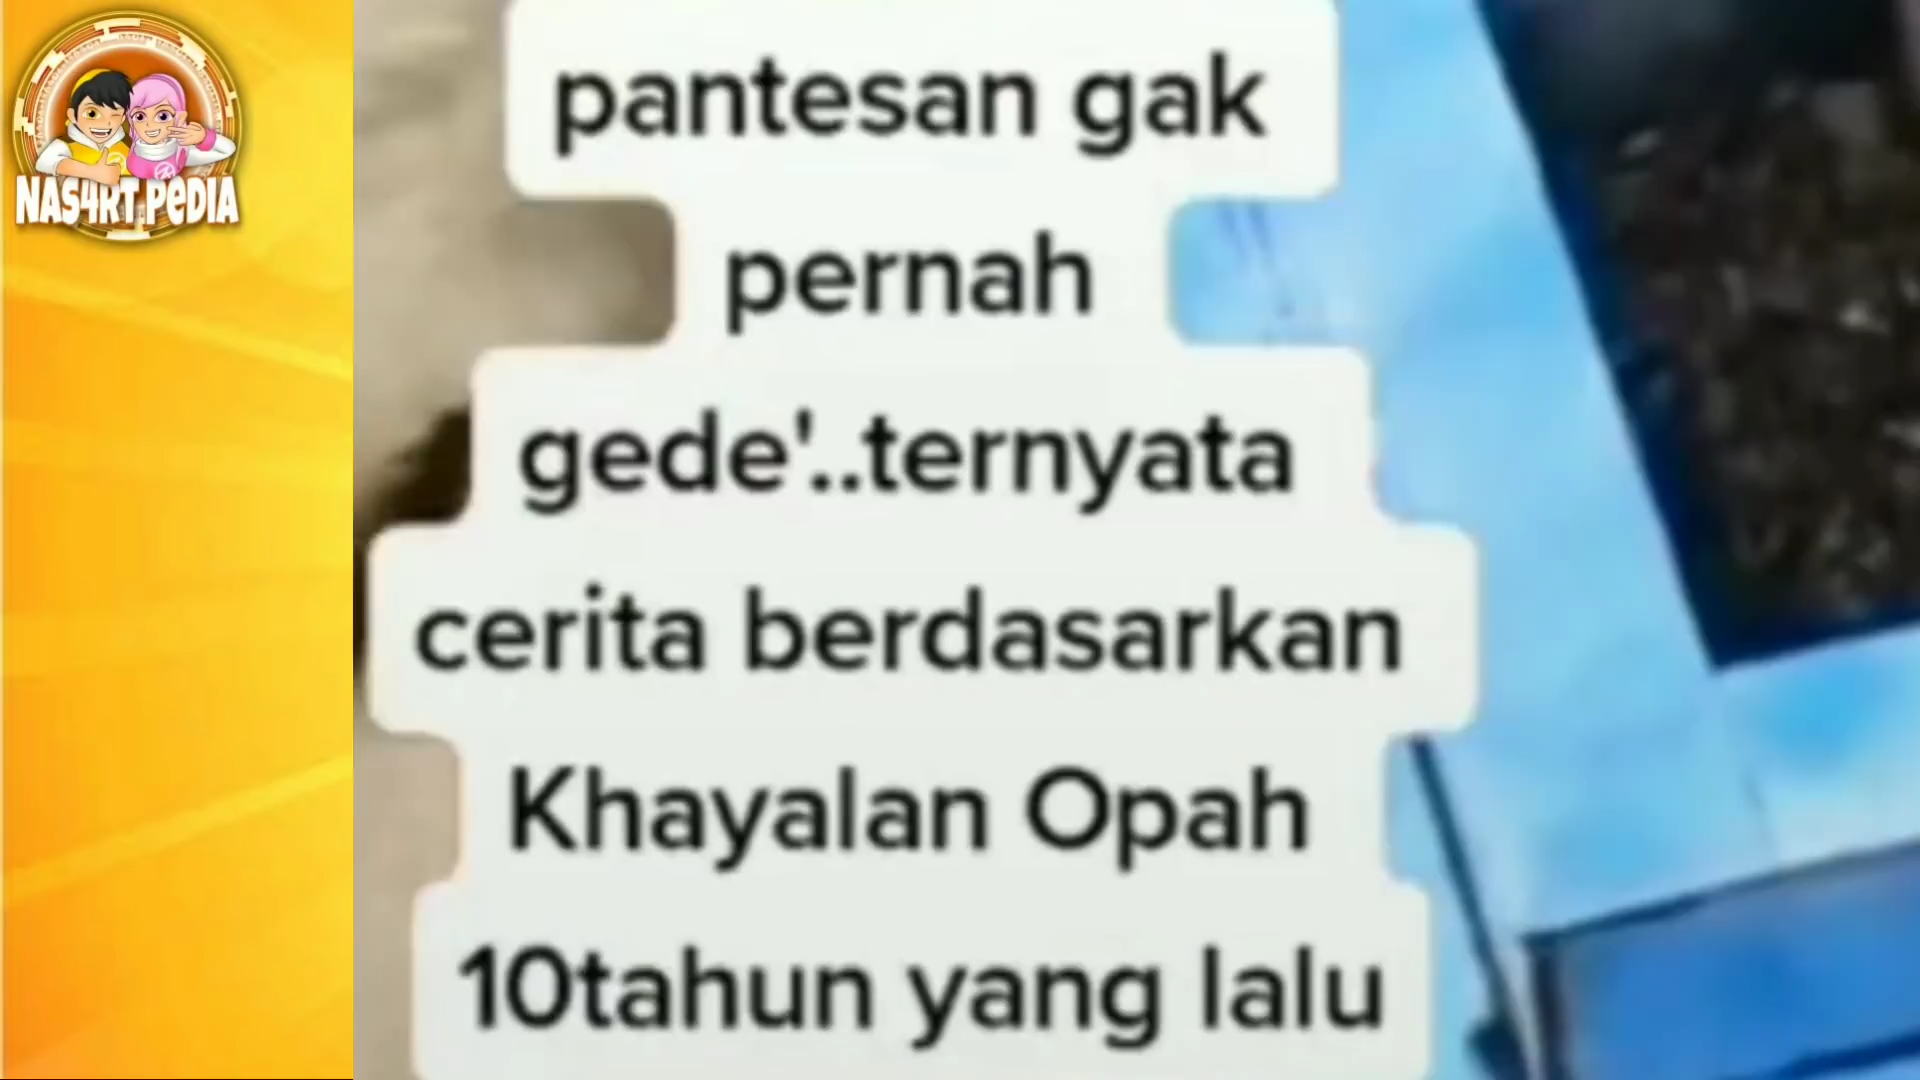 NAS4RT.PEDIA
pantesan gak
pernah
gede'..ternyata
cerita berdasarkan
Khayalan Opah
10tahun yang lalu